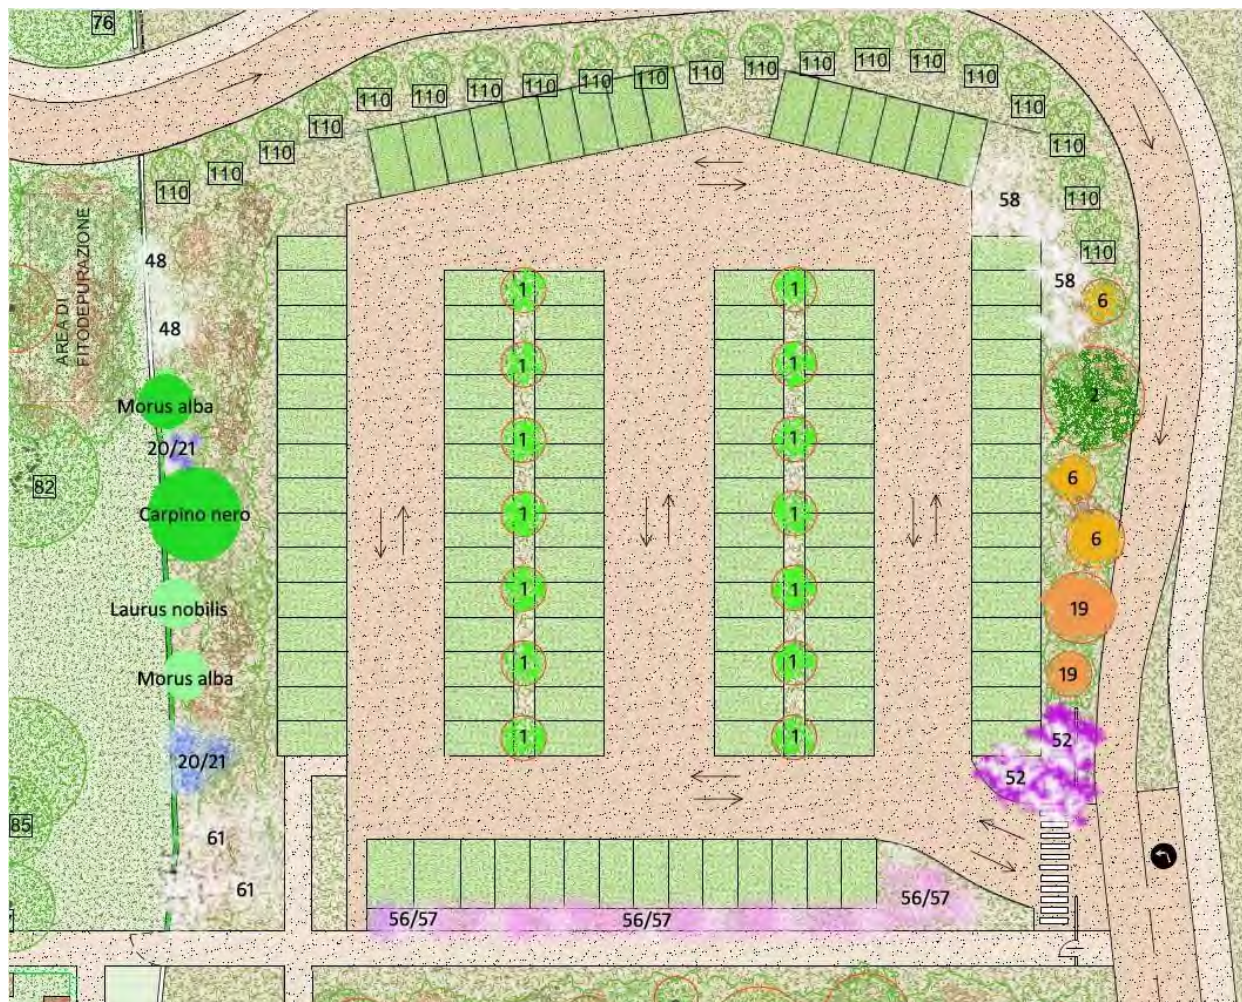 76
110 110 110 110 110 110 110 110 110 110 110 110
110 110
110 110
110
110 110
58
48 AREA DI 110
FITODEPURAZIONE
58
1 1 6
48
1 1
Morus alba 2
20/21 1 1
82 6
Carpino nero 1 1
6
1 1
Laurus nobilis 19
1 1
Morus alba 19
1 1 52
20/21 52
85 61
61 56/57
56/57 56/57